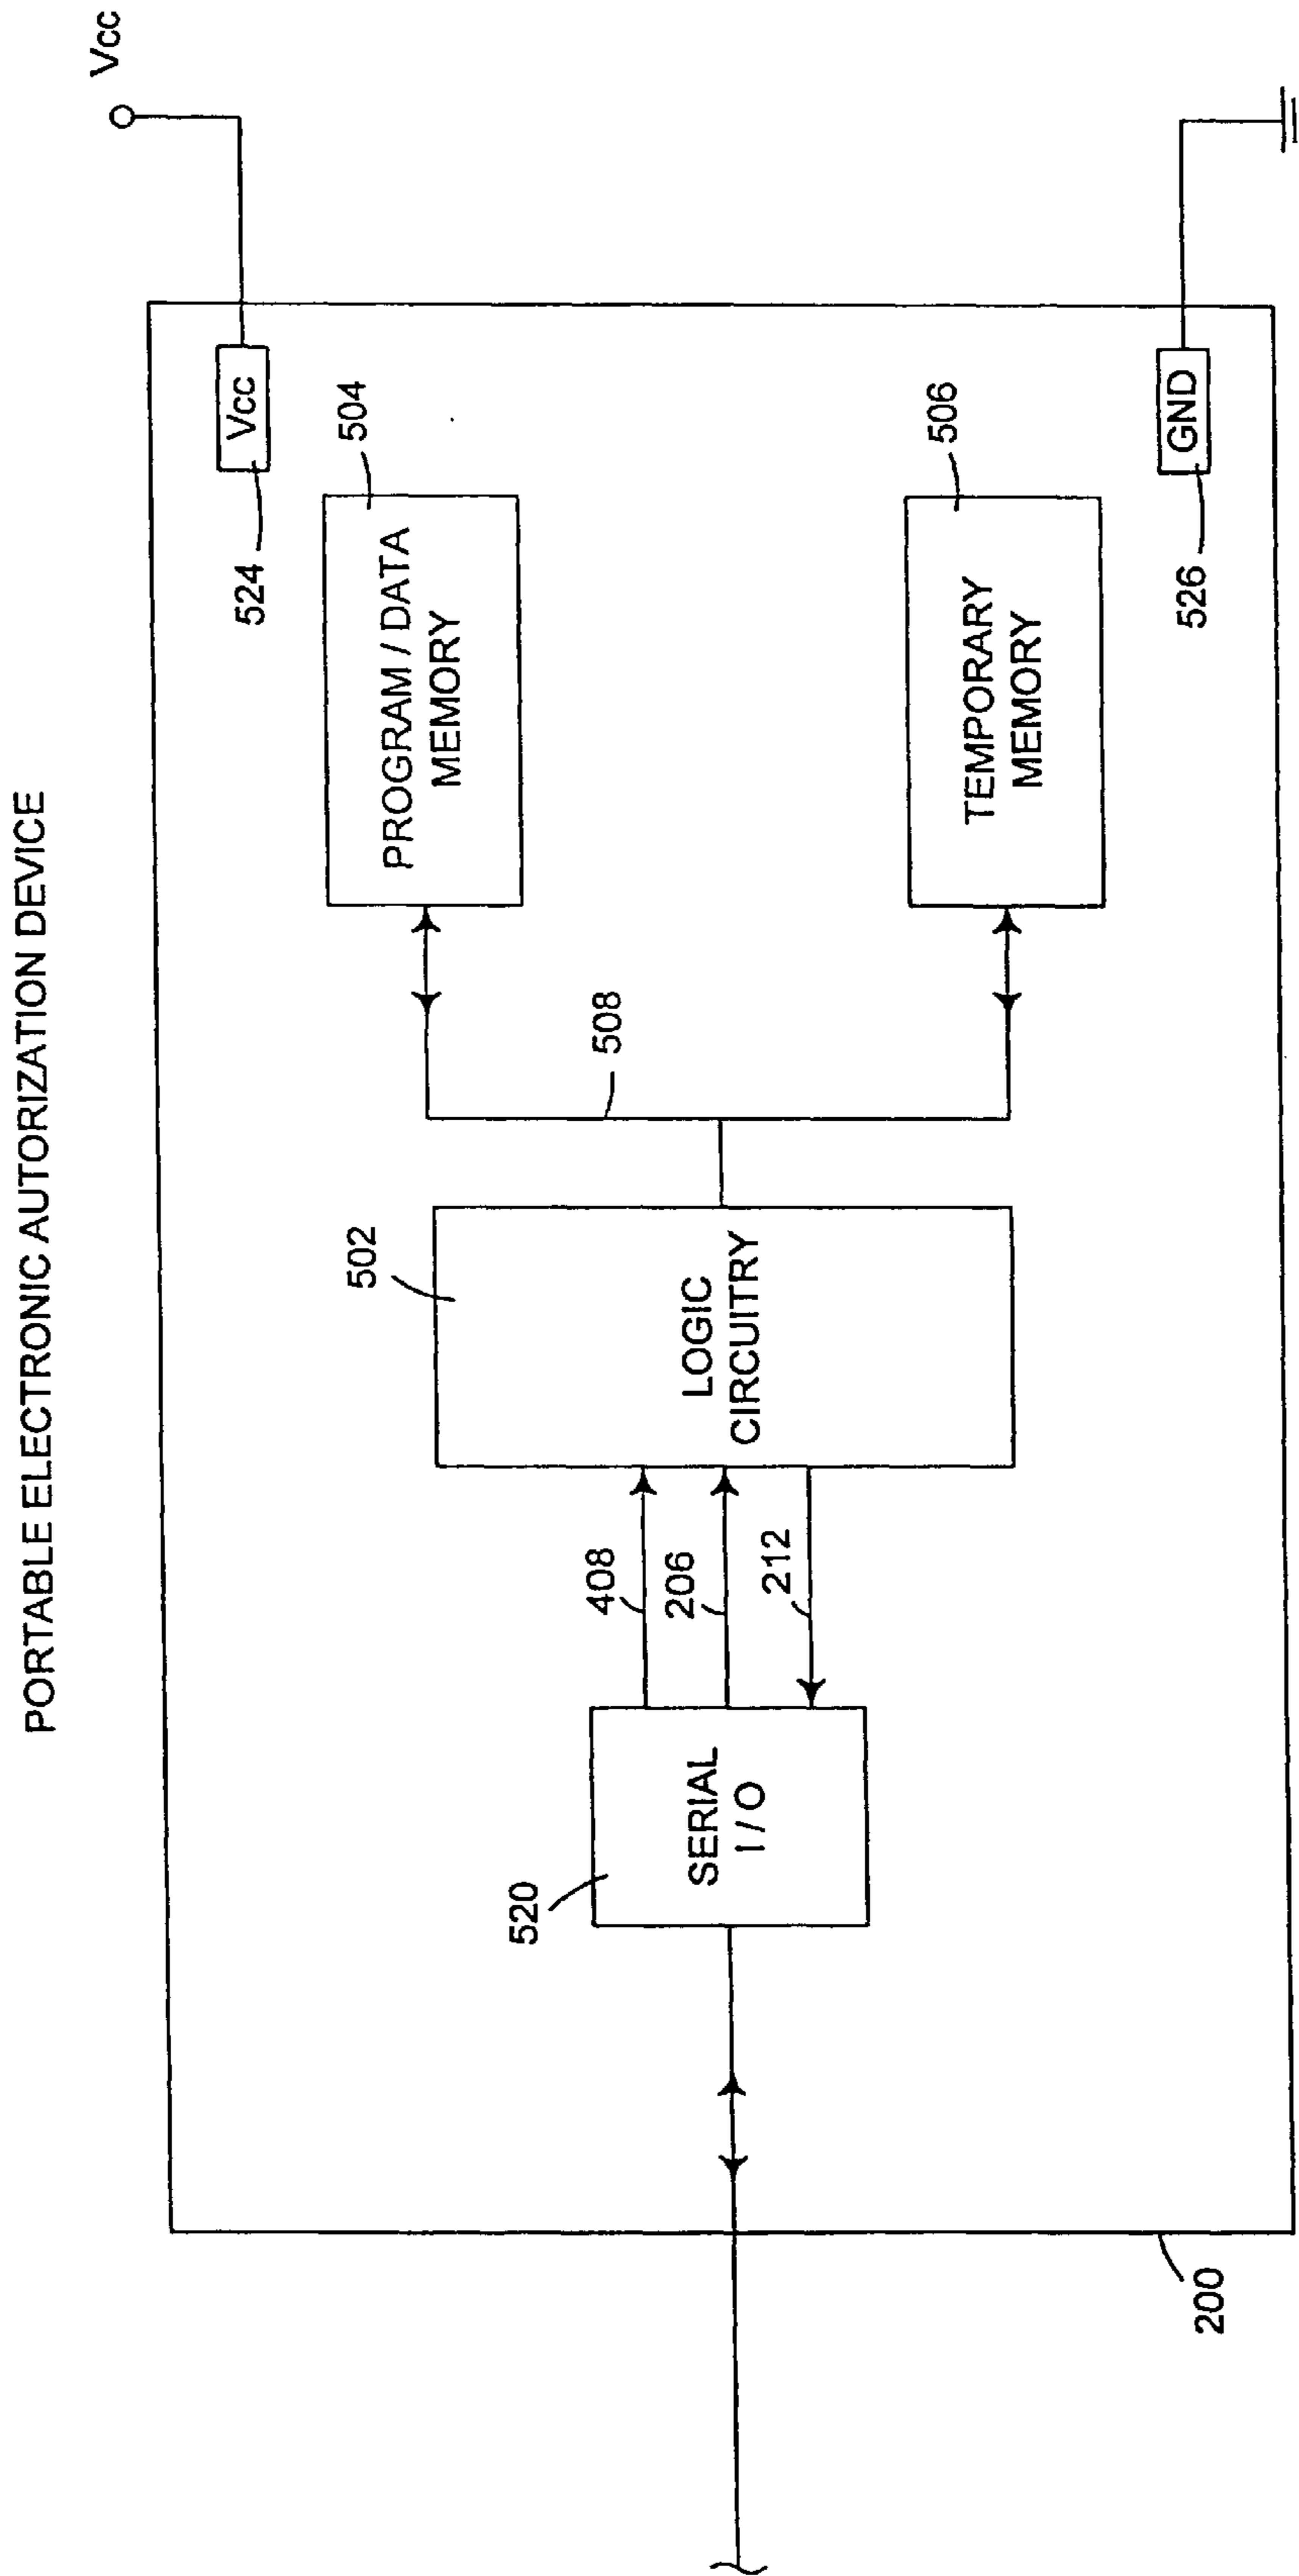 PORTABLE ELECTRONIC AUTORIZATION DEVICE
Vcc
Vcc
524
504
PROGRAM / DATA
MEMORY
508
502
LOGIC
CIRCUITRY
408
206
212
520
SERIAL
I / O
506
TEMPORARY
MEMORY
GND
526
200